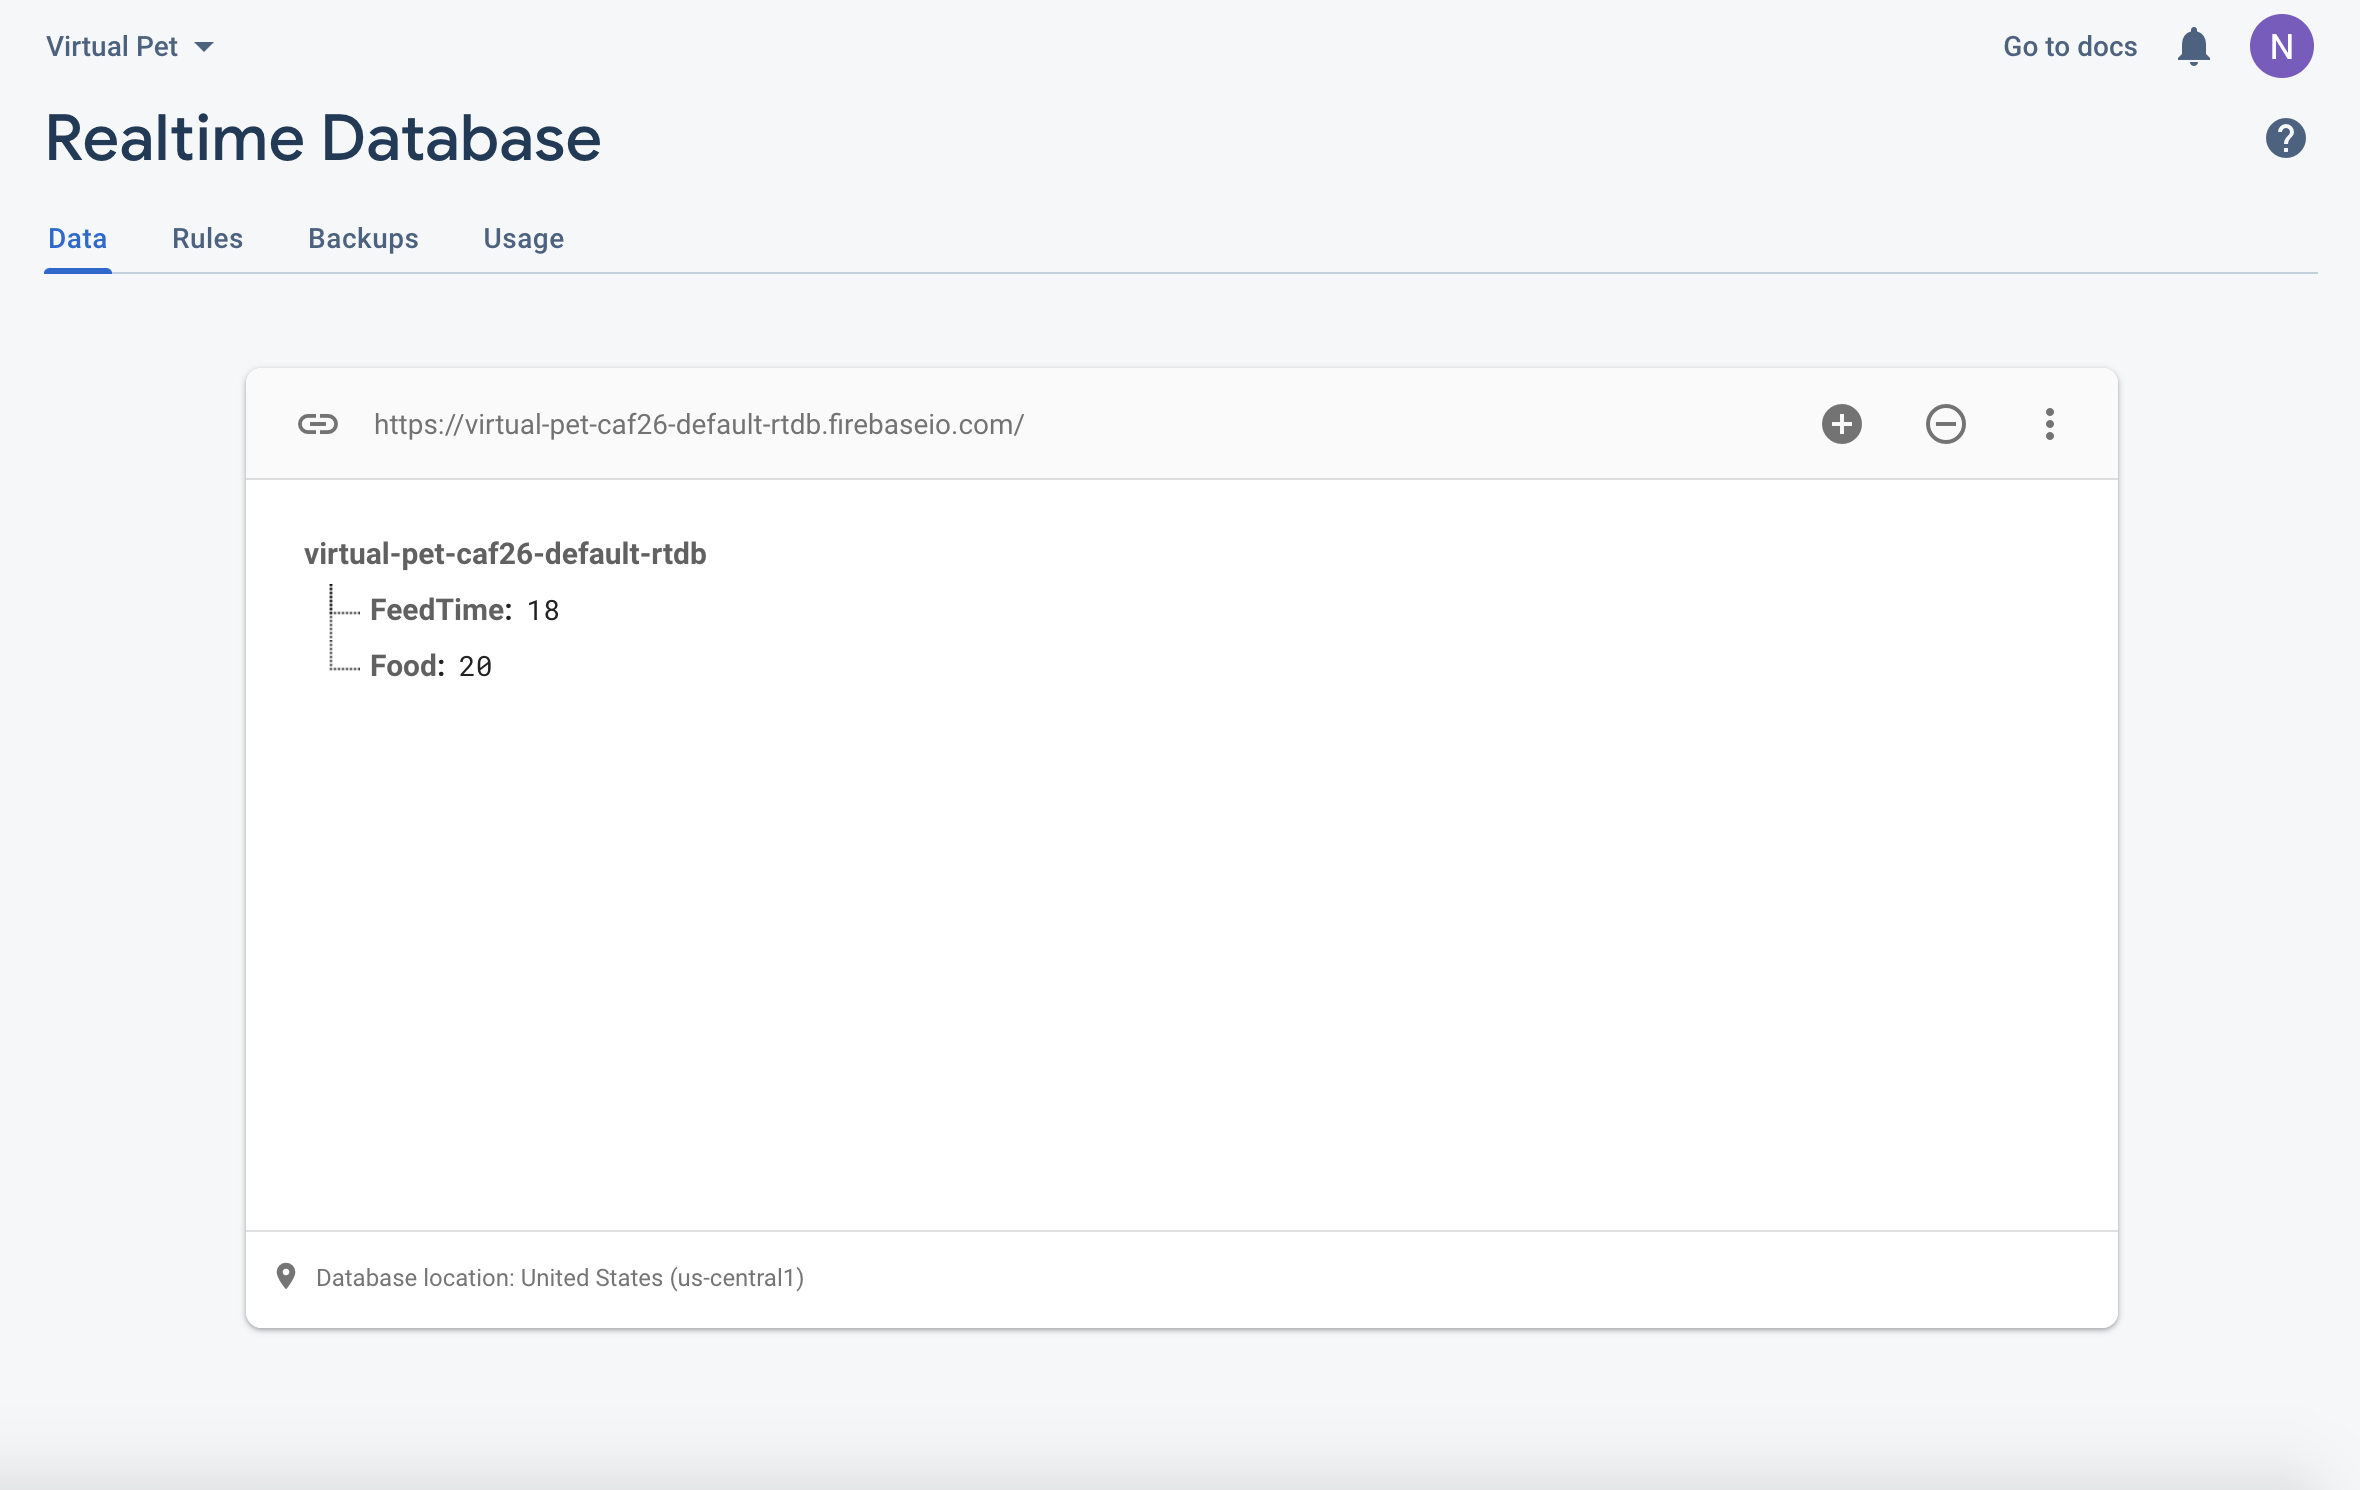 Virtual Pet
Go to docs
N
Realtime Database
Data Rules Backups Usage
https://virtual-pet-caf26-default-rtdb.firebaseio.com/
virtual-pet-caf26-default-rtdb
FeedTime: 18
Food: 20
Database location: United States (us-central1)